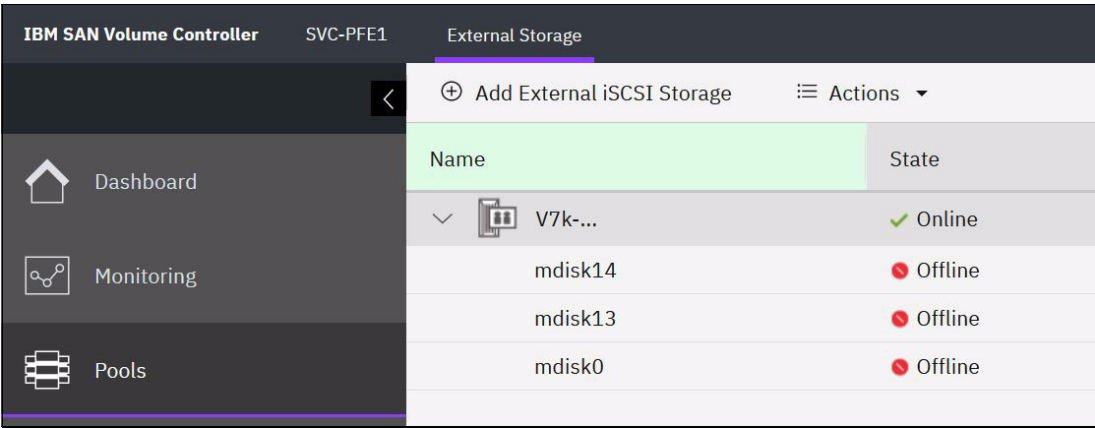 IBM SAN Volume Controller SVC-PFE1 External Storage
Add External iSCSI Storage Actions
Name State
Dashboard
V7k-... Online
mdisk14 Offline
Monitoring
mdisk13 Offline
mdisk0 Offline
Pools